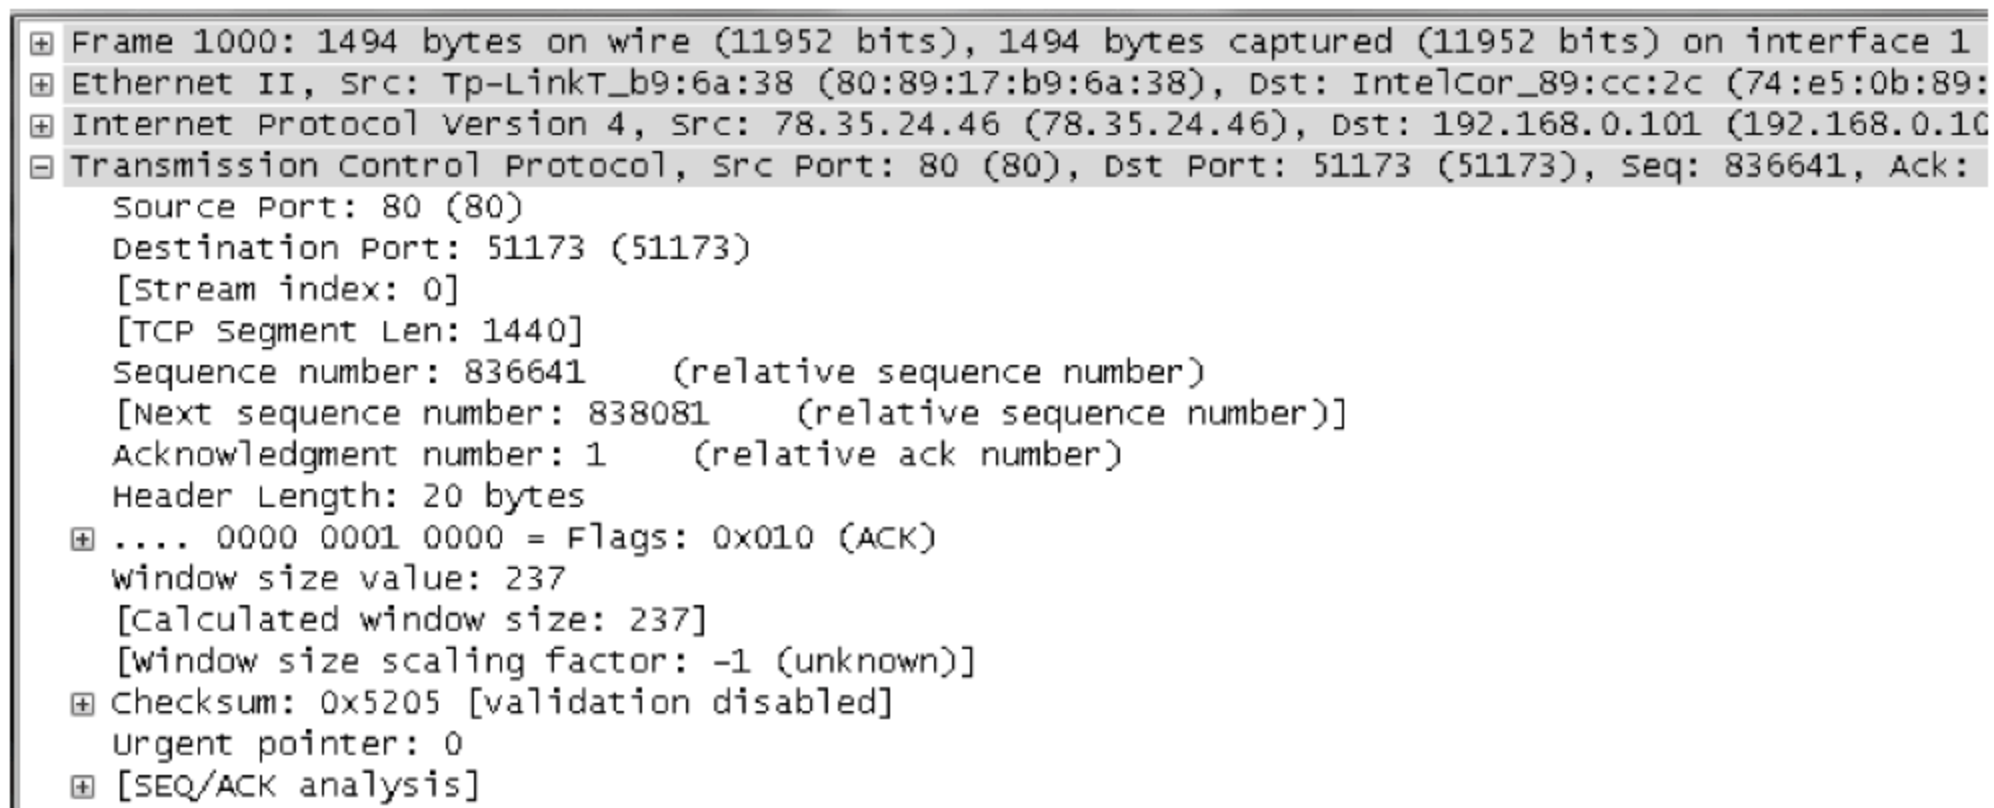 Frame 1000: 1494 bytes on wire (11952 bits), 1494 bytes captured (11952 bits) on interface 1
Ethernet II, Src: Tp-LinkT_b9:6a:38 (80:89:17:b9:6a:38), Dst: IntelCor_89:cc:2c (74:e5:0b:89:
Internet Protocol Version 4, Src: 78.35.24.46 (78.35.24.46), Dst: 192.168.0.101 (192.168.0.10
Transmission Control Protocol, Src Port: 80 (80), Dst Port: 51173 (51173), Seq: 836641, Ack:
Source Port: 80 (80)
Destination Port: 51173 (51173)
[Stream index: 0]
[TCP Segment Len: 1440]
Sequence number: 836641 (relative sequence number)
[Next sequence number: 838081 (relative sequence number)]
Acknowledgment number: 1 (relative ack number)
Header Length: 20 bytes
.... 0000 0001 0000 = Flags: 0x010 (ACK)
Window size value: 237
[Calculated window size: 237]
[Window size scaling factor: -1 (unknown)]
Checksum: 0x5205 [validation disabled]
Urgent pointer: 0
[SEQ/ACK analysis]